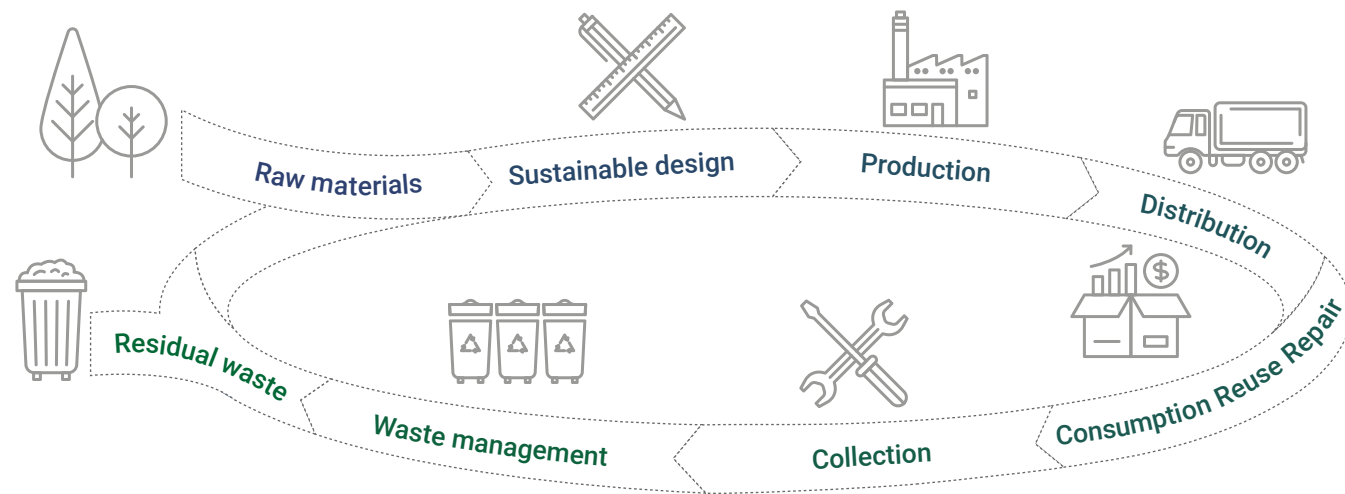 Raw materials
Sustainable design
Production
Distribution
Consumption Reuse Repair
Collection
Waste management
Residual waste
$